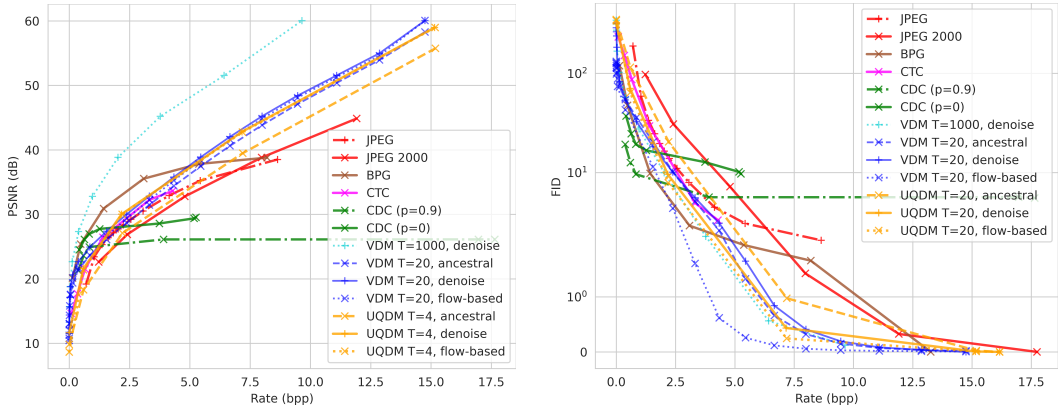 60
50
40
30
20
10
PSNR (dB)
0.0
2.5
5.0
7.5
10.0
12.5
15.0
17.5
Rate (bpp)
JPEG
JPEG 2000
BPG
CTC
CDC (p=0.9)
CDC (p=0)
VDM T=1000, denoise
VDM T=20, ancestral
VDM T=20, denoise
VDM T=20, flow-based
UQDM T=4, ancestral
UQDM T=4, denoise
UQDM T=4, flow-based
10²
10¹
10⁰
0
FID
0.0
2.5
5.0
7.5
10.0
12.5
15.0
17.5
Rate (bpp)
JPEG
JPEG 2000
BPG
CTC
CDC (p=0.9)
CDC (p=0)
VDM T=1000, denoise
VDM T=20, ancestral
VDM T=20, denoise
VDM T=20, flow-based
UQDM T=20, ancestral
UQDM T=20, denoise
UQDM T=20, flow-based